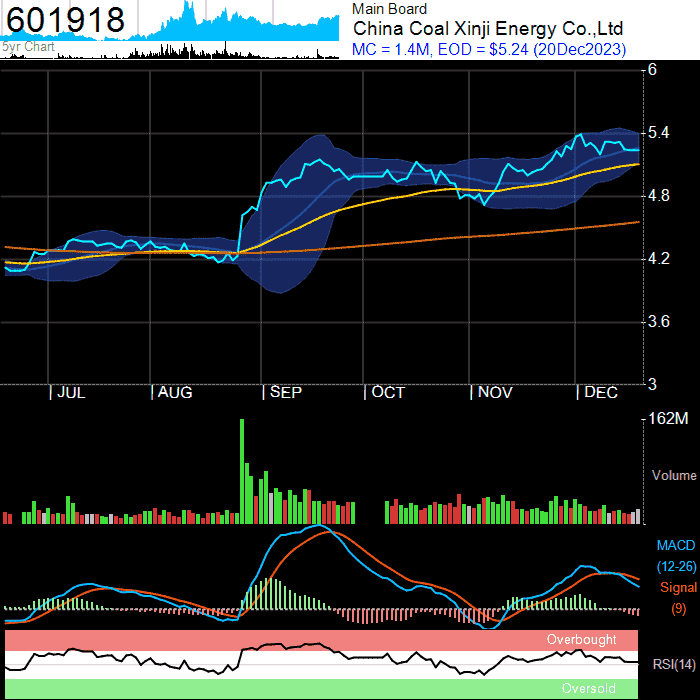 601918
Main Board
China Coal Xinji Energy Co.,Ltd
MC = 1.4M, EOD = $5.24 (20Dec2023)
5yr Chart
6
5.4
4.8
4.2
3.6
3
JUL AUG SEP OCT NOV DEC
162M
Volume
MACD
(12-26)
Signal
(9)
Overbought
RSI(14)
Oversold